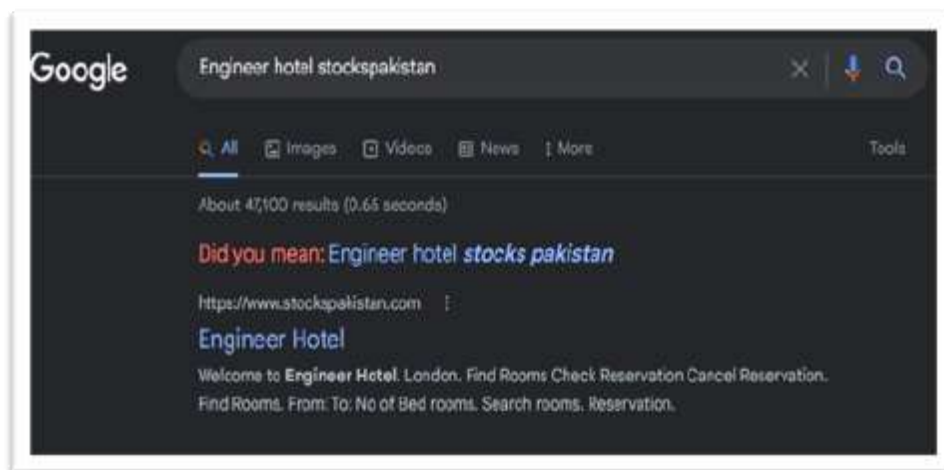 Google
Engineer hotel stockspakistan
All Images Videos News More Tools
About 47,100 results (0.65 seconds)
Did you mean: Engineer hotel stocks pakistan
https://www.stockspakistan.com
Engineer Hotel
Welcome to Engineer Hotel. London. Find Rooms Check Reservation Cancel Reservation.
Find Rooms. From: To: No of Bed rooms. Search rooms. Reservation.